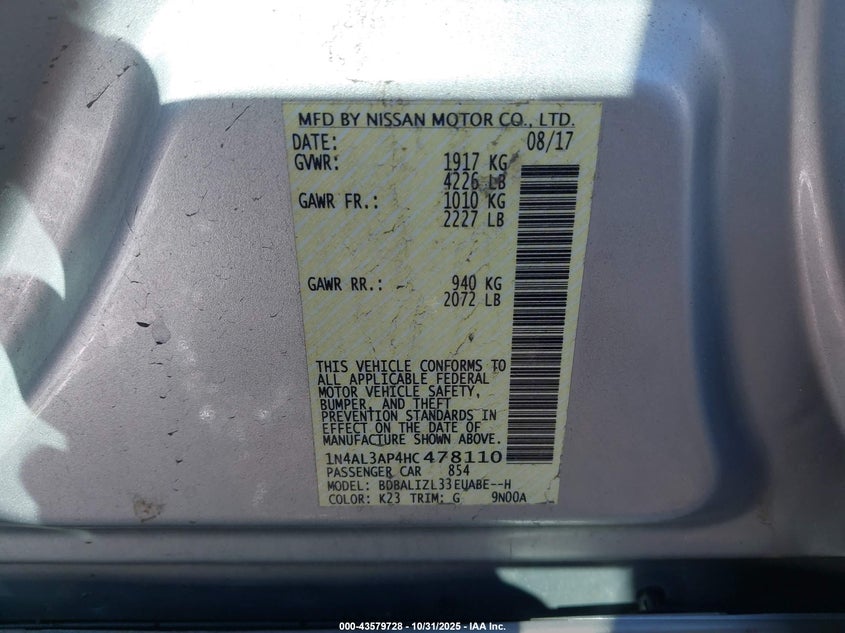 MFD BY NISSAN MOTOR CO., LTD.
DATE: 08/17
GVWR: 1917 KG
4226 LB
GAWR FR.: 1010 KG
2227 LB
GAWR RR.: 940 KG
2072 LB
THIS VEHICLE CONFORMS TO
ALL APPLICABLE FEDERAL
MOTOR VEHICLE SAFETY,
BUMPER, AND THEFT
PREVENTION STANDARDS IN
EFFECT ON THE DATE OF
MANUFACTURE SHOWN ABOVE.
1N4AL3AP4HC478110
PASSENGER CAR 854
MODEL: BDBALIZL33EUABE--H
COLOR: K23 TRIM: G 9N00A
000-43579728 - 10/31/2025 - IAA Inc.